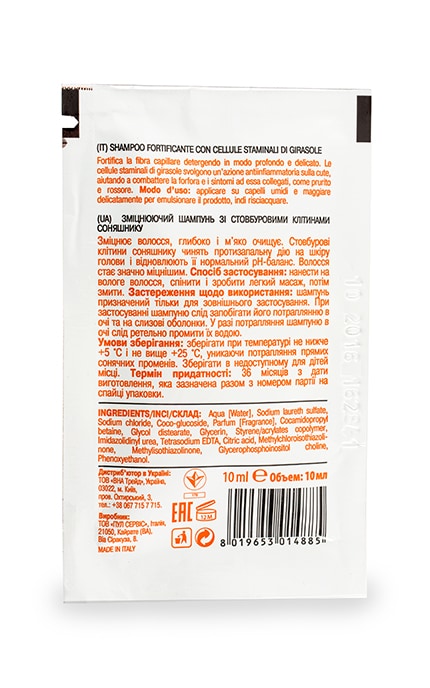 (IT) SHAMPOO FORTIFICANTE CON CELLULE STAMINALI DI GIRASOLE
Fortifica la fibra capillare detergendo in modo profondo e delicato. Le
cellule staminali di girasole svolgono un'azione antiinfiammatoria sulla cute,
aiutando a combattere la forfora e i sintomi ad essa collegati, come prurito
e rossore. Modo d'uso: applicare su capelli umidi e maggiare
delicatamente per emulsionare il prodotto, indi risciacquare.
(UA) ЗМІЦНЮЮЧИЙ ШАМПУНЬ ЗІ СТОВБУРОВИМИ КЛІТИНАМИ
СОНЯШНИКУ
Зміцнює волосся, глибоко і м'яко очищує. Стовбурові
клітини соняшнику чинять протизапальну дію на шкіру
голови і відновлюють її нормальний pH-баланс. Волосся
стає значно міцнішим. Спосіб застосування: нанести на
вологе волосся, спінити і зробити легкий масаж, потім
змити. Застереження щодо використання: шампунь
призначений тільки для зовнішнього застосування. При
застосуванні шампуню слід запобігати його потраплянню в
очі та на слизові оболонки. У разі потрапляння шампуню в
очі слід ретельно промити їх водою.
Умови зберігання: зберігати при температурі не нижче
+5 °C і не вище +25 °C, уникаючи потрапляння прямих
сонячних променів. Зберігати в недоступному для дітей
місці. Термін придатності: 36 місяців з дати
виготовлення, яка зазначена разом з номером партії на
спайці упаковки.
INGREDIENTS/INCI/СКЛАД: Aqua [Water], Sodium laureth sulfate,
Sodium chloride, Coco-glucoside, Parfum [Fragrance], Cocamidopropyl
betaine, Glycol distearate, Glycerin, Styrene/acrylates copolymer,
Imidazolidinyl urea, Tetrasodium EDTA, Citric acid, Methylchloroisothiazoli-
none, Methylisothiazolinone, Glycerophosphoinositol choline,
Phenoxyethanol.
Дистриб'ютор в Україні:
ТОВ «ВНА Трейд», Україна,
03022, м. Київ,
пров. Охтирський, 3,
тел.: +38 067 715 7 715.
Виробник:
ТОВ «ПУЛ СЕРВІС», Італія,
21050, Кайрате (ВА),
Віа Сіракуза, 8.
MADE IN ITALY
10 ml e Объем: 10мл
EAC
12 M
8 019653 014885